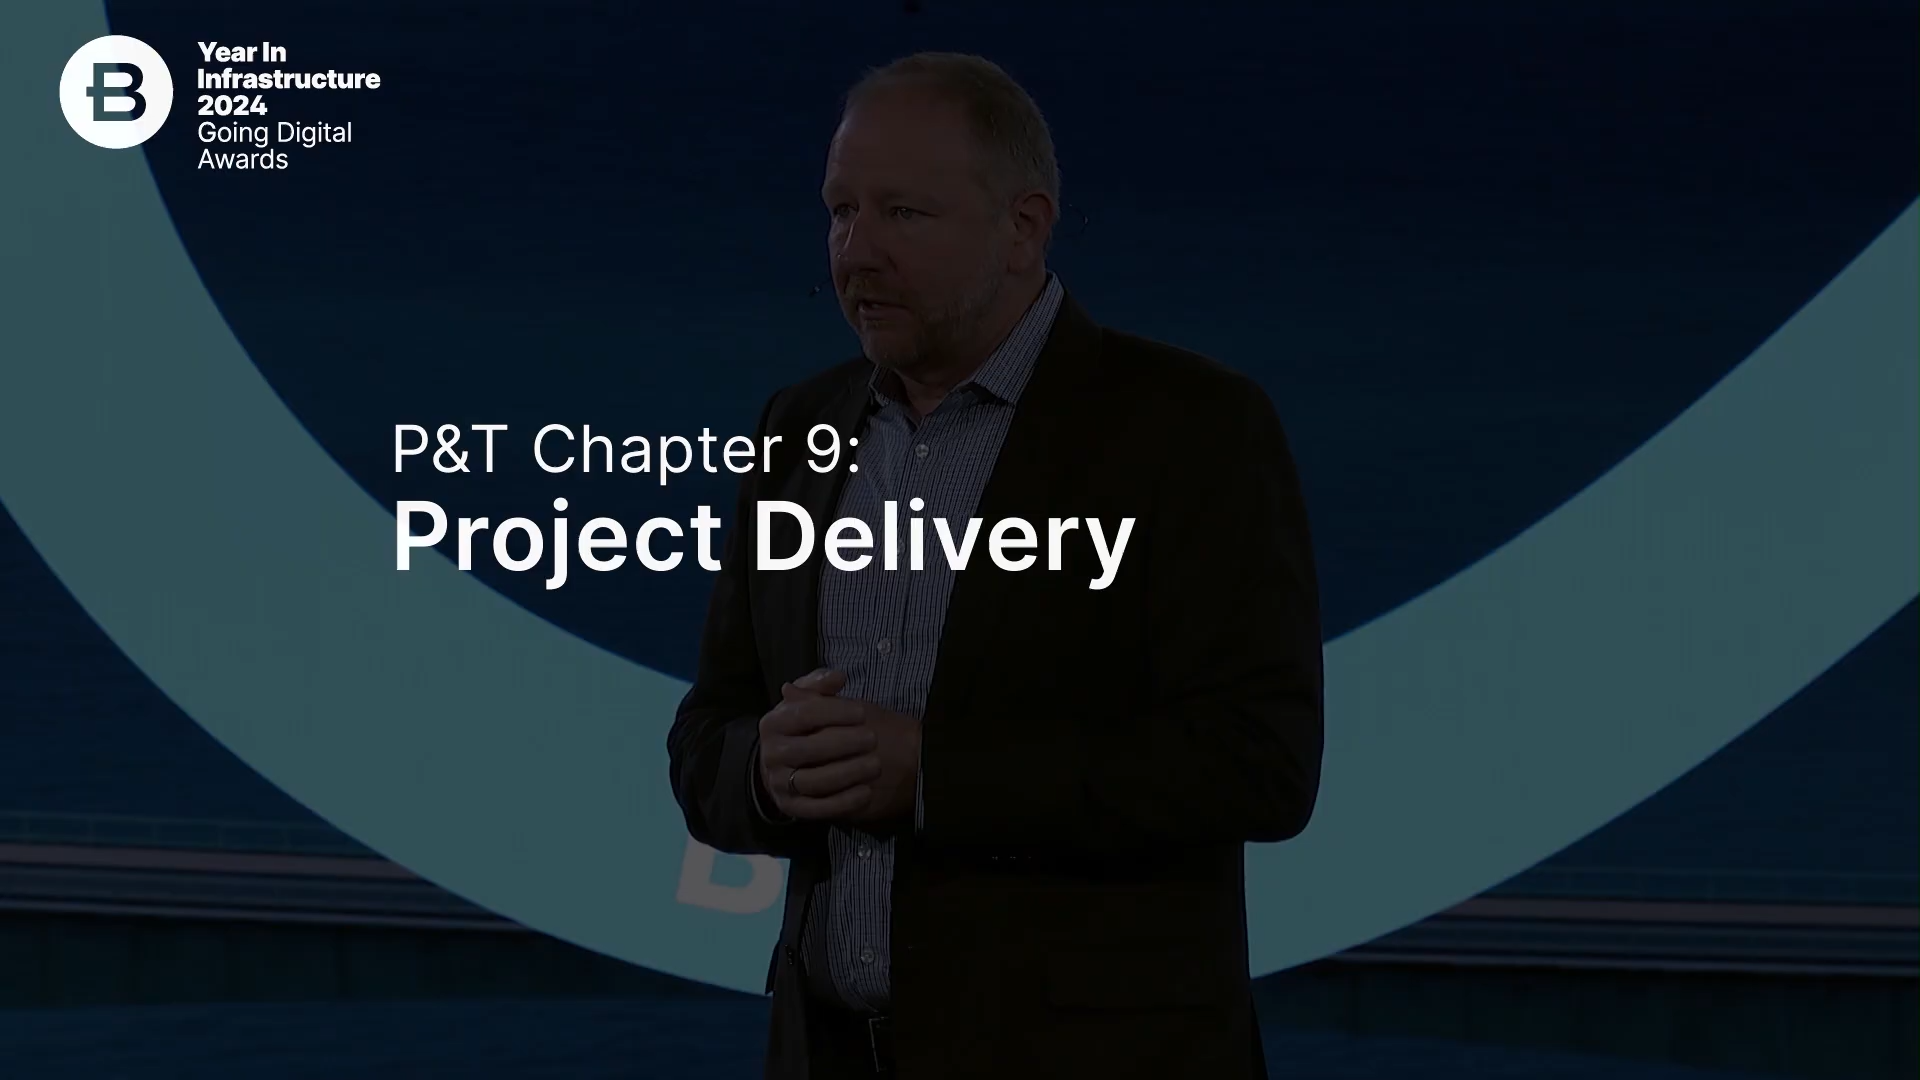 B
Year In
Infrastructure
2024
Going Digital
Awards
P&T Chapter 9:
Project Delivery
B